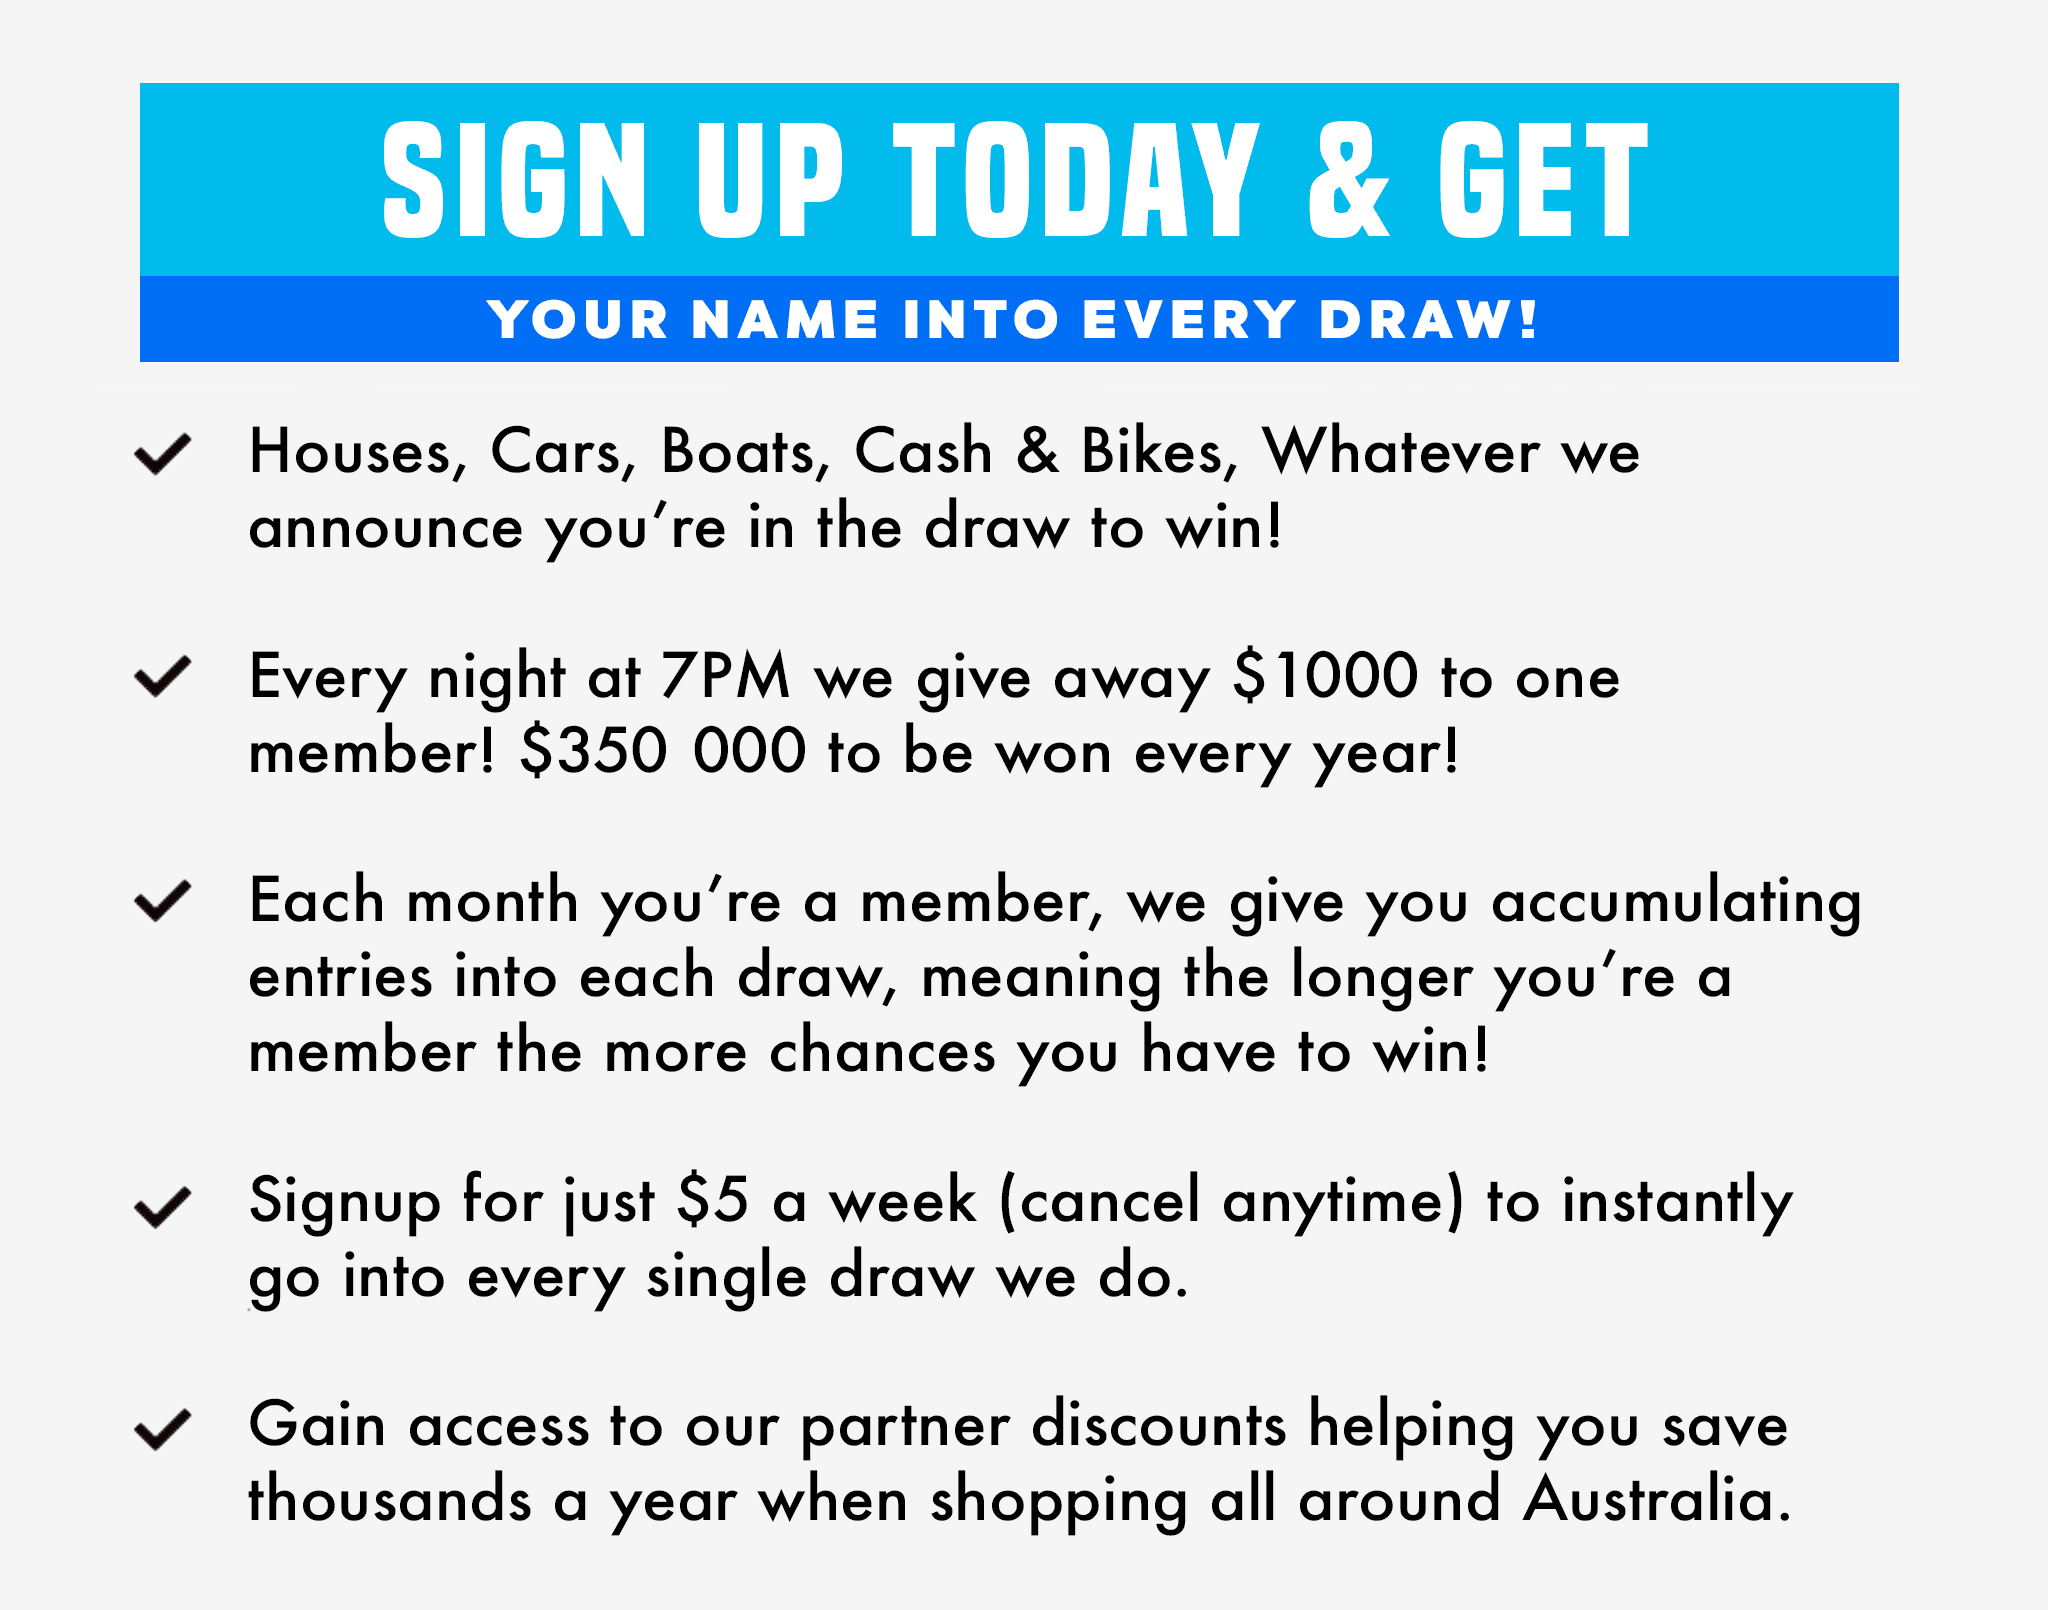 SIGN UP TODAY & GET
YOUR NAME INTO EVERY DRAW!
Houses, Cars, Boats, Cash & Bikes, Whatever we
announce you’re in the draw to win!
Every night at 7PM we give away $1000 to one
member! $350 000 to be won every year!
Each month you’re a member, we give you accumulating
entries into each draw, meaning the longer you’re a
member the more chances you have to win!
Signup for just $5 a week (cancel anytime) to instantly
go into every single draw we do.
Gain access to our partner discounts helping you save
thousands a year when shopping all around Australia.